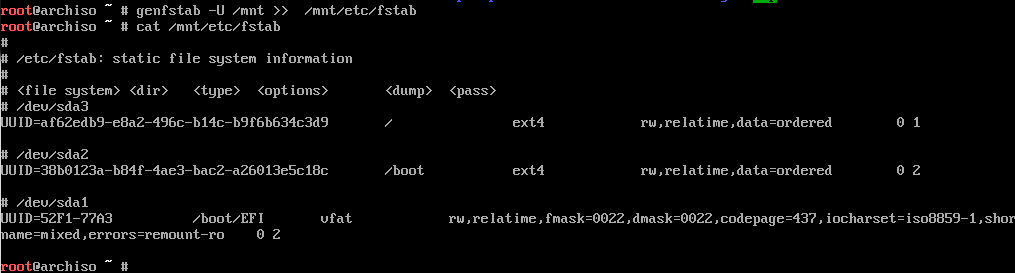 root@archiso ~ # genfstab -U /mnt >>  /mnt/etc/fstab
root@archiso ~ # cat /mnt/etc/fstab
#
# /etc/fstab: static file system information
#
# <file system> <dir>   <type>  <options>       <dump>  <pass>
# /dev/sda3
UUID=af62edb9-e8a2-496c-b14c-b9f6b634c3d9       /               ext4            rw,relatime,data=ordered        0 1
# /dev/sda2
UUID=38b0123a-b84f-4ae3-bac2-a26013e5c18c       /boot           ext4            rw,relatime,data=ordered        0 2
# /dev/sda1
UUID=52F1-77A3          /boot/EFI       vfat            rw,relatime,fmask=0022,dmask=0022,codepage=437,iocharset=iso8859-1,shor
name=mixed,errors=remount-ro    0 2
root@archiso ~ #